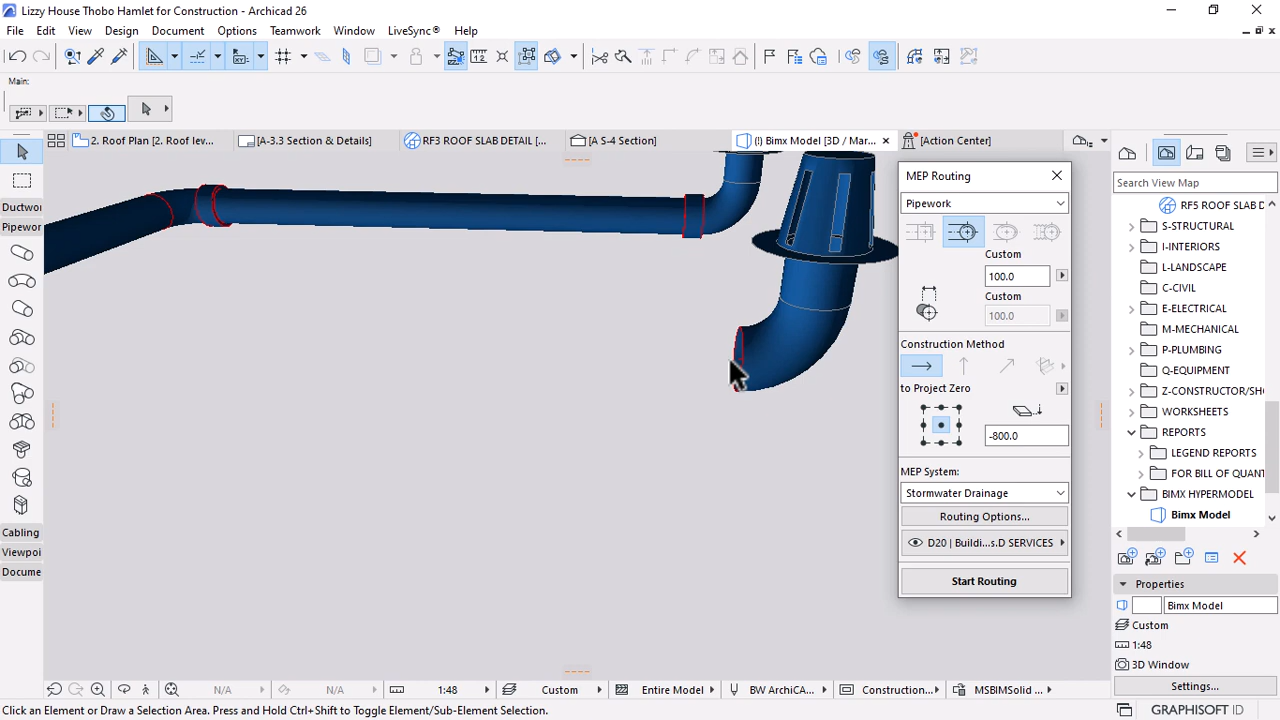 Lizzy House Thobo Hamlet for Construction - Archicad 26
File Edit View Design Document Options Teamwork Window LiveSync® Help
Main:
2. Roof Plan [2. Roof lev... [A-3.3 Section & Details] RF3 ROOF SLAB DETAIL [... [A S-4 Section] (!) Bimx Model [3D / Mar... [Action Center]
Ductwo
Pipewor
Cabling
Viewpoi
Docume
MEP Routing
Pipework
Custom
100.0
Custom
100.0
Construction Method
to Project Zero
-800.0
MEP System:
Stormwater Drainage
Routing Options...
D20 | Buildi...s.D SERVICES
Start Routing
Search View Map
RF5 ROOF SLAB D
S-STRUCTURAL
I-INTERIORS
L-LANDSCAPE
C-CIVIL
E-ELECTRICAL
M-MECHANICAL
P-PLUMBING
Q-EQUIPMENT
Z-CONSTRUCTOR/SH
WORKSHEETS
REPORTS
LEGEND REPORTS
FOR BILL OF QUANT
BIMX HYPERMODEL
Bimx Model
Properties
Bimx Model
Custom
1:48
3D Window
Settings...
N/A N/A 1:48 Custom Entire Model BW ArchiCA... Construction... MSBIMSolid ...
Click an Element or Draw a Selection Area. Press and Hold Ctrl+Shift to Toggle Element/Sub-Element Selection.
GRAPHISOFT ID